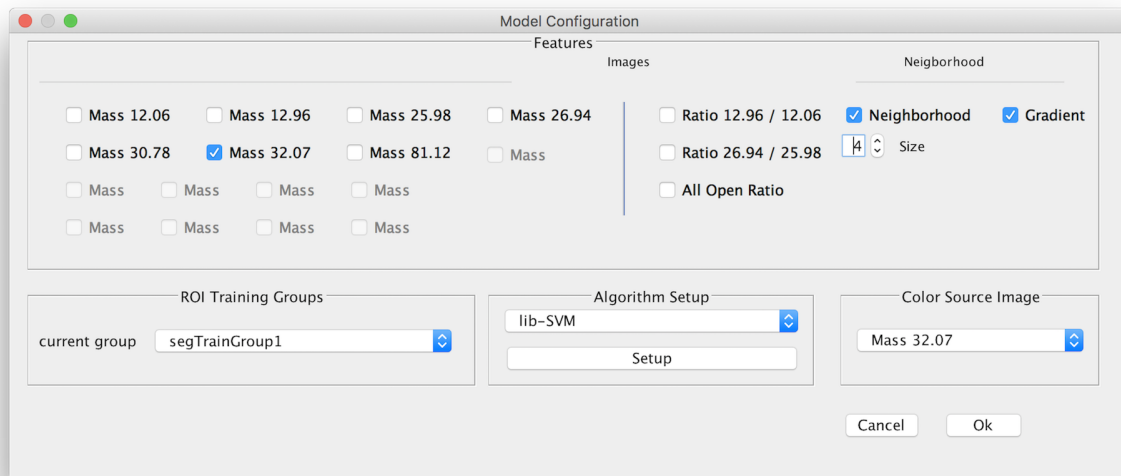 Model Configuration
Features
Images
Neigborhood
Mass 12.06 Mass 12.96 Mass 25.98 Mass 26.94 Ratio 12.96 / 12.06 Neighborhood Gradient
Mass 30.78 Mass 32.07 Mass 81.12 Mass Ratio 26.94 / 25.98 4 Size
Mass Mass Mass Mass All Open Ratio
Mass Mass Mass Mass
ROI Training Groups
current group segTrainGroup1
Algorithm Setup
lib-SVM
Setup
Color Source Image
Mass 32.07
Cancel Ok